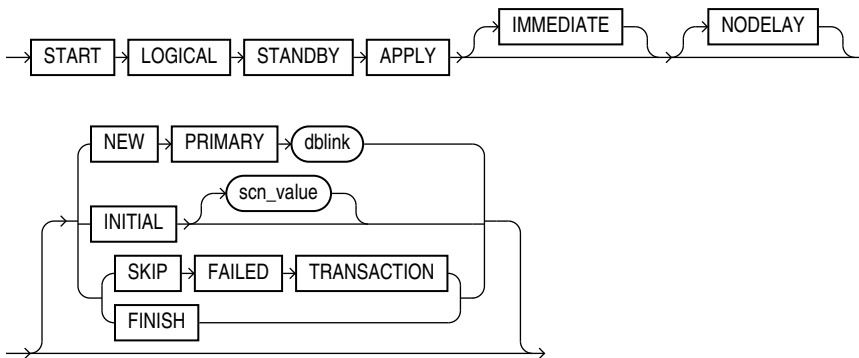 START LOGICAL STANDBY APPLY IMMEDIATE NODELAY
NEW PRIMARY dblink
INITIAL scn_value
SKIP FAILED TRANSACTION
FINISH